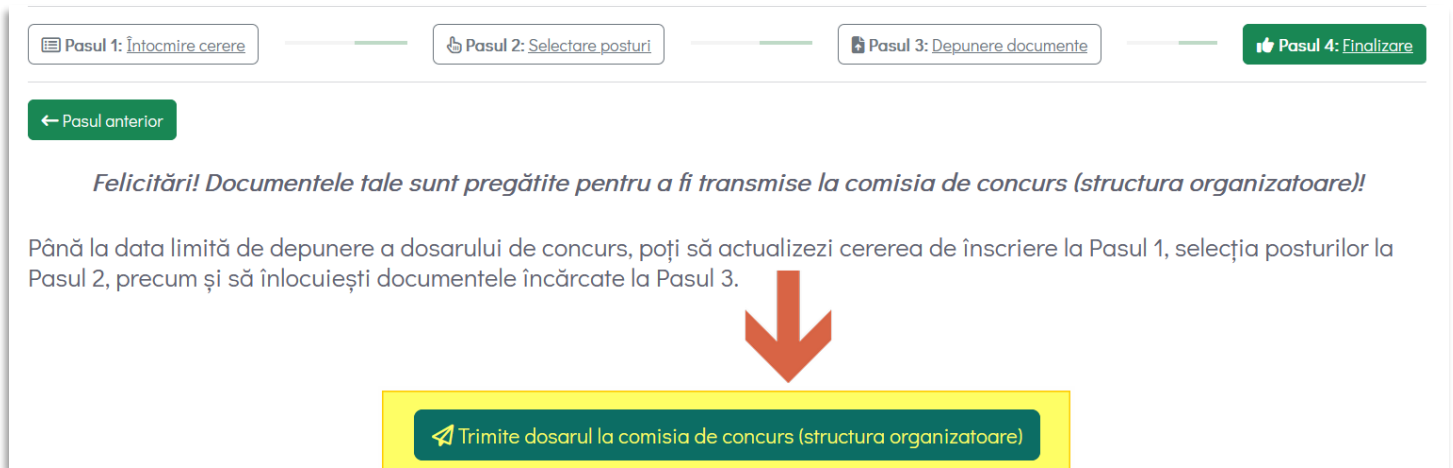 Pasul 1: Întocmire cerere
Pasul 2: Selectare posturi
Pasul 3: Depunere documente
Pasul 4: Finalizare
Pasul anterior
Felicitări! Documentele tale sunt pregătite pentru a fi transmise la comisia de concurs (structura organizatoare)!
Până la data limită de depunere a dosarului de concurs, poți să actualizezi cererea de înscriere la Pasul 1, selecția posturilor la
Pasul 2, precum și să înlocuiești documentele încărcate la Pasul 3.
Trimite dosarul la comisia de concurs (structura organizatoare)